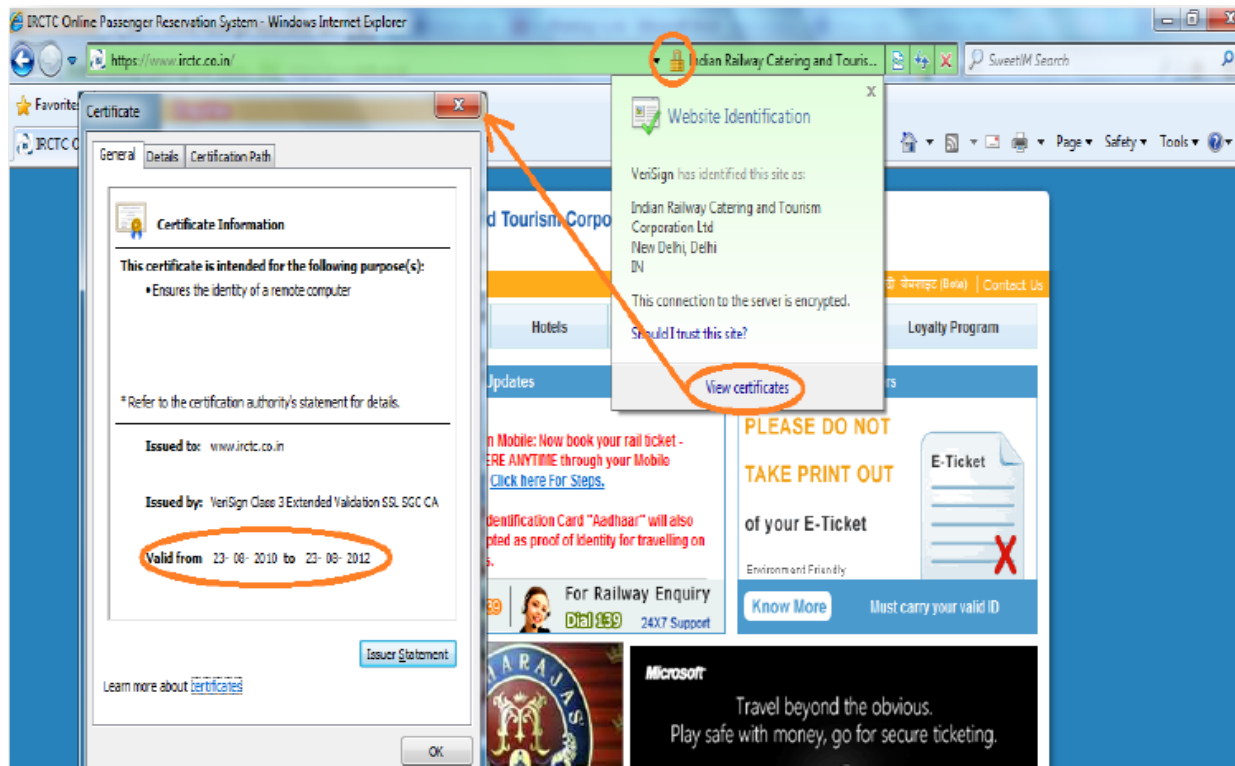 IRCTC Online Passenger Reservation System - Windows Internet Explorer
https://www.irctc.co.in/
Indian Railway Catering and Touris...
SweetIM Search
Favorite
IRCTC O
Page
Safety
Tools
Certificate
General
Details
Certification Path
Certificate Information
This certificate is intended for the following purpose(s):
•Ensures the identity of a remote computer
*Refer to the certification authority's statement for details.
Issued to: www.irctc.co.in
Issued by: VeriSign Class 3 Extended Validation SSL SGC CA
Valid from 23- 08- 2010 to 23- 08- 2012
Issuer Statement
Learn more about certificates
OK
x
Website Identification
VeriSign has identified this site as:
Indian Railway Catering and Tourism
Corporation Ltd
New Delhi, Delhi
IN
This connection to the server is encrypted.
Should I trust this site?
View certificates
d Tourism Corpo
वेबसाइट (Beta) | Contact Us
Hotels
Loyalty Program
Updates
rs
n Mobile: Now book your rail ticket -
ERE ANYTIME through your Mobile
Click here For Steps.
dentification Card "Aadhaar" will also
pted as proof of Identity for travelling on
s.
For Railway Enquiry
Dial 139
24X7 Support
PLEASE DO NOT
TAKE PRINT OUT
of your E-Ticket
Environment Friendly
E-Ticket
X
Know More
Must carry your valid ID
ARAJAS
Microsoft
Travel beyond the obvious.
Play safe with money, go for secure ticketing.